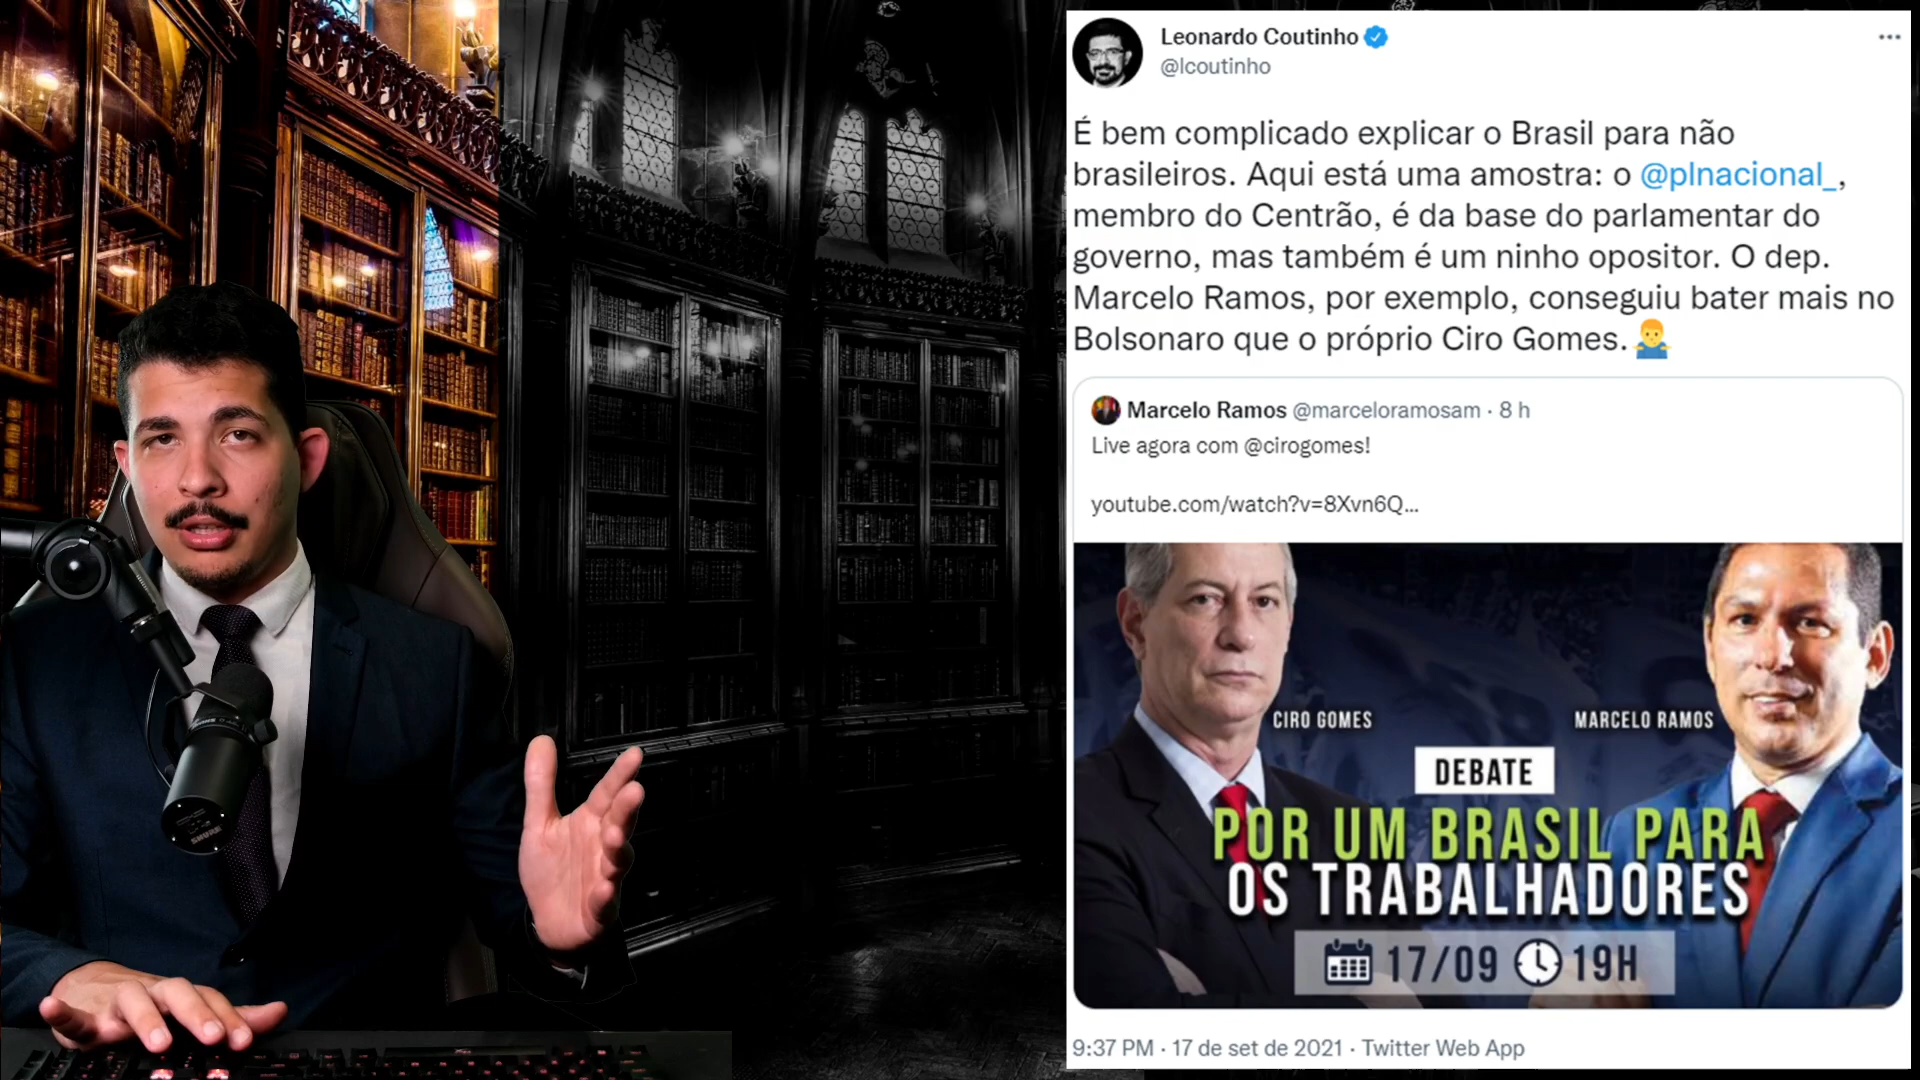 Leonardo Coutinho
@lcoutinho
É bem complicado explicar o Brasil para não
brasileiros. Aqui está uma amostra: o @plnacional_,
membro do Centrão, é da base do parlamentar do
governo, mas também é um ninho opositor. O dep.
Marcelo Ramos, por exemplo, conseguiu bater mais no
Bolsonaro que o próprio Ciro Gomes.🤷‍♂️
Marcelo Ramos @marceloramosam · 8 h
Live agora com @cirogomes!
youtube.com/watch?v=8Xvn6Q...
CIRO GOMES
MARCELO RAMOS
DEBATE
POR UM BRASIL PARA
OS TRABALHADORES
17/09 19H
9:37 PM · 17 de set de 2021 · Twitter Web App
SHURE